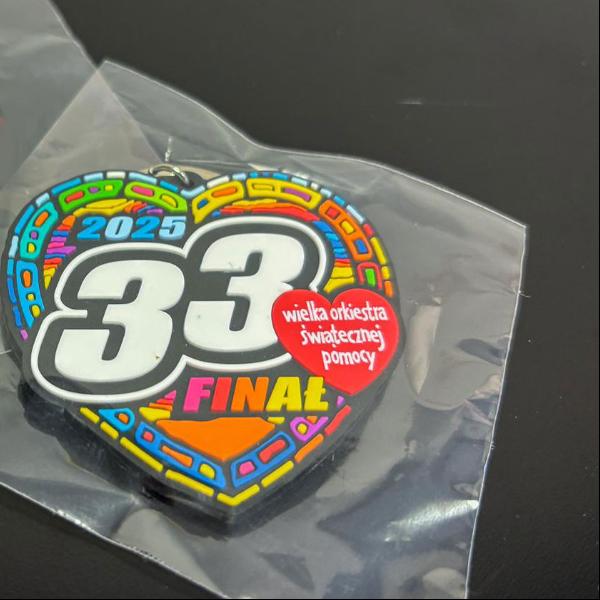 2025
33
wielka orkiestra
świątecznej
pomocy
FINAŁ